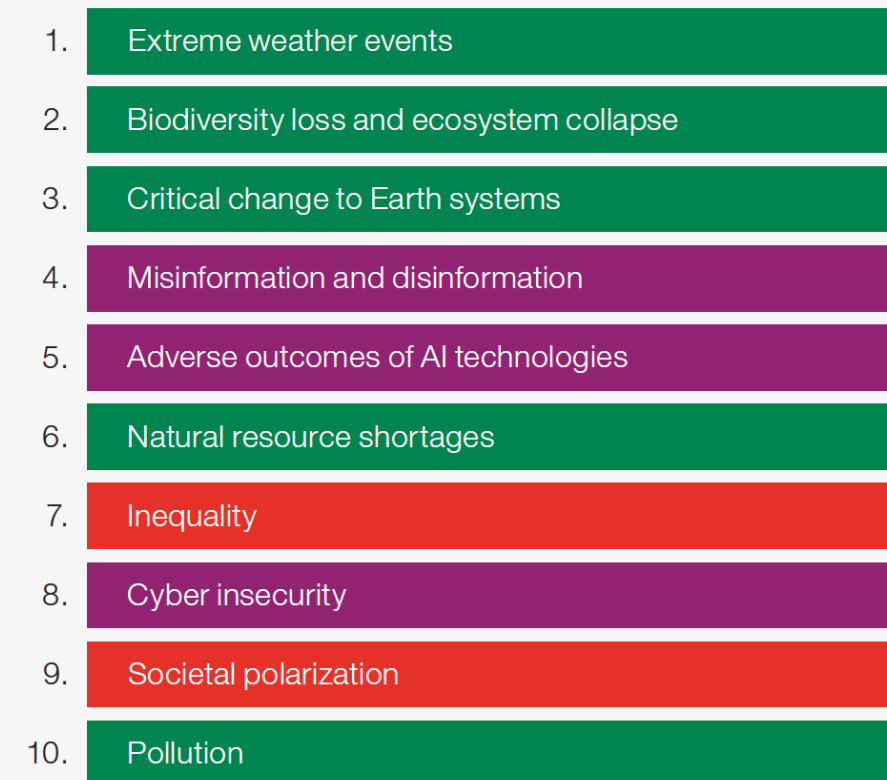 1. Extreme weather events
2. Biodiversity loss and ecosystem collapse
3. Critical change to Earth systems
4. Misinformation and disinformation
5. Adverse outcomes of AI technologies
6. Natural resource shortages
7. Inequality
8. Cyber insecurity
9. Societal polarization
10. Pollution